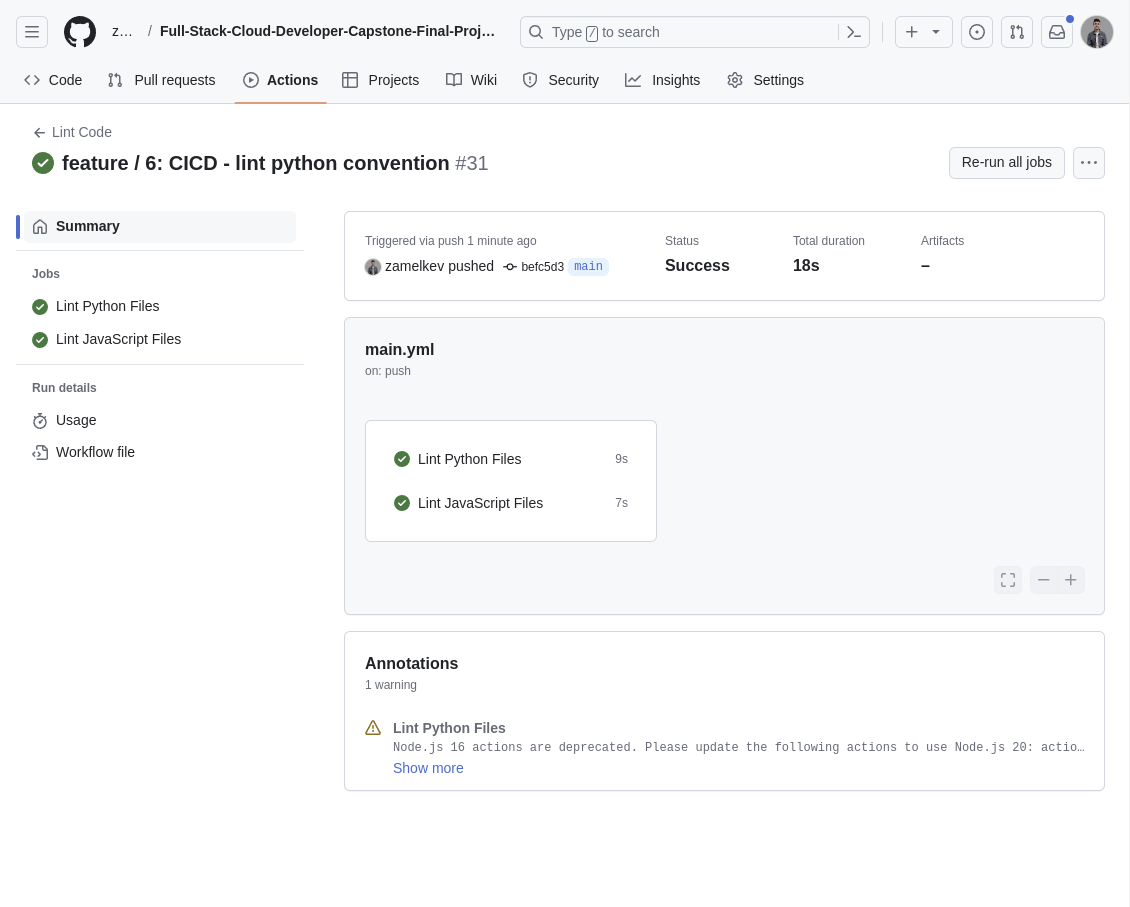 z… / Full-Stack-Cloud-Developer-Capstone-Final-Proj…
Type / to search
Code Pull requests Actions Projects Wiki Security Insights Settings
Lint Code
feature / 6: CICD - lint python convention #31
Re-run all jobs
Summary
Jobs
Lint Python Files
Lint JavaScript Files
Run details
Usage
Workflow file
Triggered via push 1 minute ago
zamelkev pushed befc5d3 main
Status
Success
Total duration
18s
Artifacts
–
main.yml
on: push
Lint Python Files 9s
Lint JavaScript Files 7s
Annotations
1 warning
Lint Python Files
Node.js 16 actions are deprecated. Please update the following actions to use Node.js 20: actio…
Show more